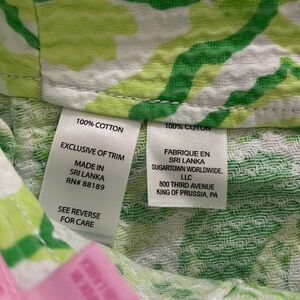 100% COTTON
EXCLUSIVE OF TRIM
MADE IN
SRI LANKA
RN# 88189
SEE REVERSE
FOR CARE
100% COTON
FABRIQUE EN
SRI LANKA
SUGARTOWN WORLDWIDE,
LLC
800 THIRD AVENUE
KING OF PRUSSIA, PA